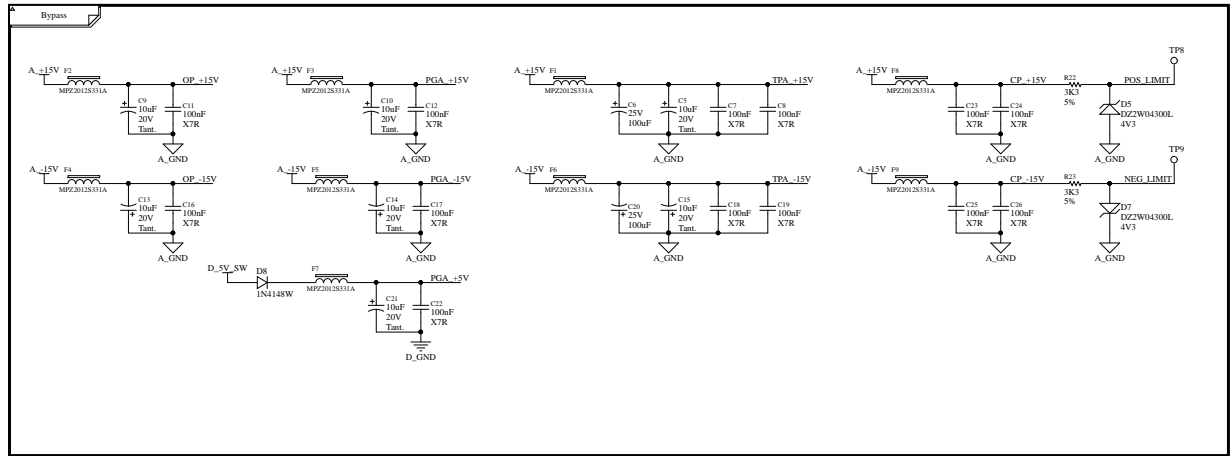 Bypass
TP8
A_+15V F2 OP_+15V
MPZ2012S331A
C9
10uF
20V
Tant.
C11
100nF
X7R
A_GND
A_+15V F3 PGA_+15V
MPZ2012S331A
C10
10uF
20V
Tant.
C12
100nF
X7R
A_GND
A_+15V F1 TPA_+15V
MPZ2012S331A
C6
25V
100uF
C5
10uF
20V
Tant.
C7
100nF
X7R
C8
100nF
X7R
A_GND
A_+15V F8 CP_+15V R22 POS_LIMIT
MPZ2012S331A
3K3
5%
C23
100nF
X7R
C24
100nF
X7R
A_GND
D5
DZ2W04300L
4V3
A_GND
TP9
A_-15V F4 OP_-15V
MPZ2012S331A
C13
10uF
20V
Tant.
C16
100nF
X7R
A_GND
A_-15V F5 PGA_-15V
MPZ2012S331A
C14
10uF
20V
Tant.
C17
100nF
X7R
A_GND
A_-15V F6 TPA_-15V
MPZ2012S331A
C20
25V
100uF
C15
10uF
20V
Tant.
C18
100nF
X7R
C19
100nF
X7R
A_GND
A_-15V F9 CP_-15V R23 NEG_LIMIT
MPZ2012S331A
3K3
5%
C25
100nF
X7R
C26
100nF
X7R
A_GND
D7
DZ2W04300L
4V3
A_GND
D_5V_SW D8 F7 PGA_+5V
1N4148W
MPZ2012S331A
C21
10uF
20V
Tant.
C22
100nF
X7R
D_GND